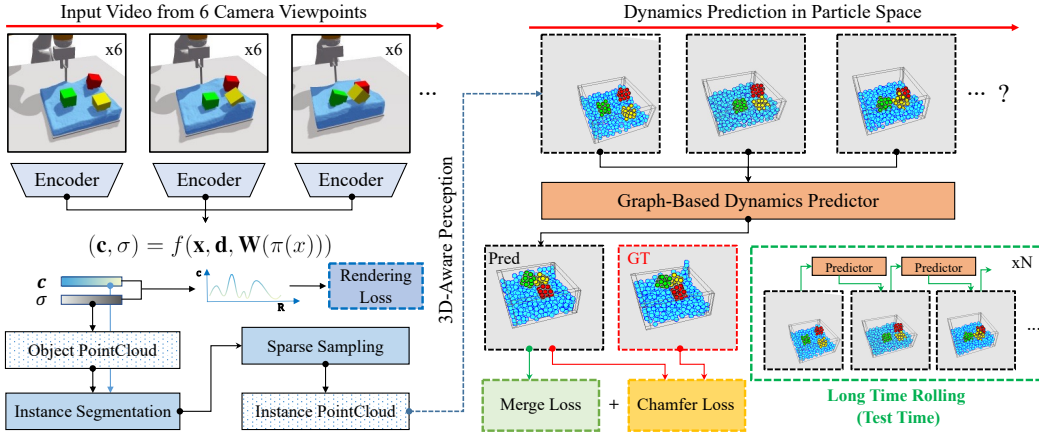 Input Video from 6 Camera Viewpoints
x6
x6
x6
...
Encoder
Encoder
Encoder
(c, σ) = f(x, d, W(π(x)))
c
σ
c
R
Rendering
Loss
Object PointCloud
Sparse Sampling
Instance Segmentation
Instance PointCloud
3D-Aware Perception
Dynamics Prediction in Particle Space
... ?
Graph-Based Dynamics Predictor
Pred
GT
Merge Loss
+
Chamfer Loss
Predictor
Predictor
xN
...
Long Time Rolling
(Test Time)